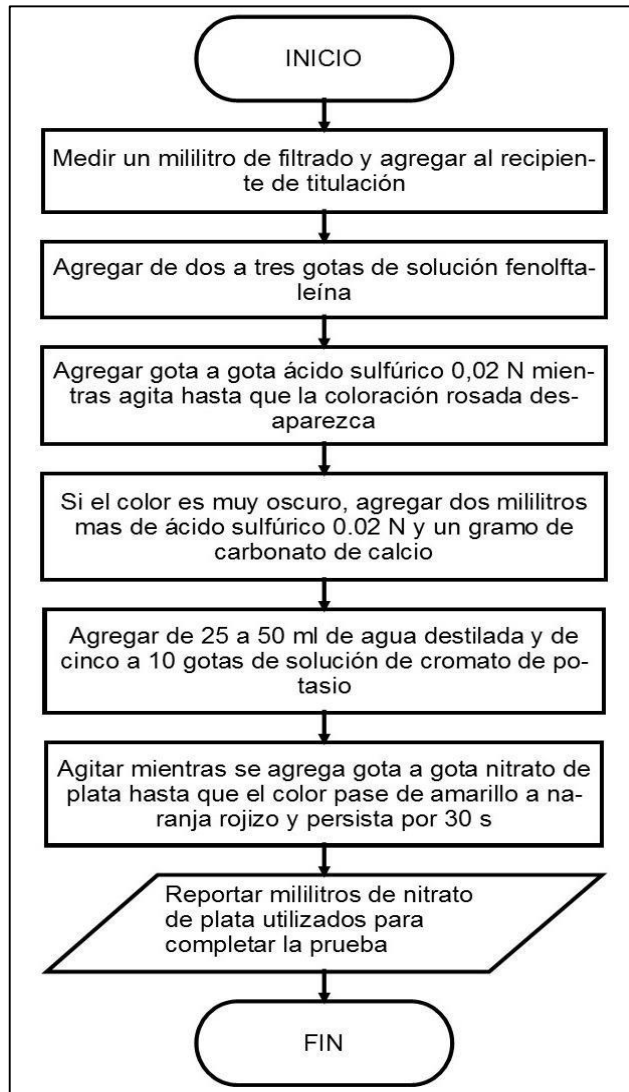 INICIO
Medir un mililitro de filtrado y agregar al recipien-
te de titulación
Agregar de dos a tres gotas de solución fenolfta-
leína
Agregar gota a gota ácido sulfúrico 0,02 N mien-
tras agita hasta que la coloración rosada des-
aparezca
Si el color es muy oscuro, agregar dos mililitros
mas de ácido sulfúrico 0.02 N y un gramo de
carbonato de calcio
Agregar de 25 a 50 ml de agua destilada y de
cinco a 10 gotas de solución de cromato de po-
tasio
Agitar mientras se agrega gota a gota nitrato de
plata hasta que el color pase de amarillo a na-
ranja rojizo y persista por 30 s
Reportar mililitros de nitrato
de plata utilizados para
completar la prueba
FIN